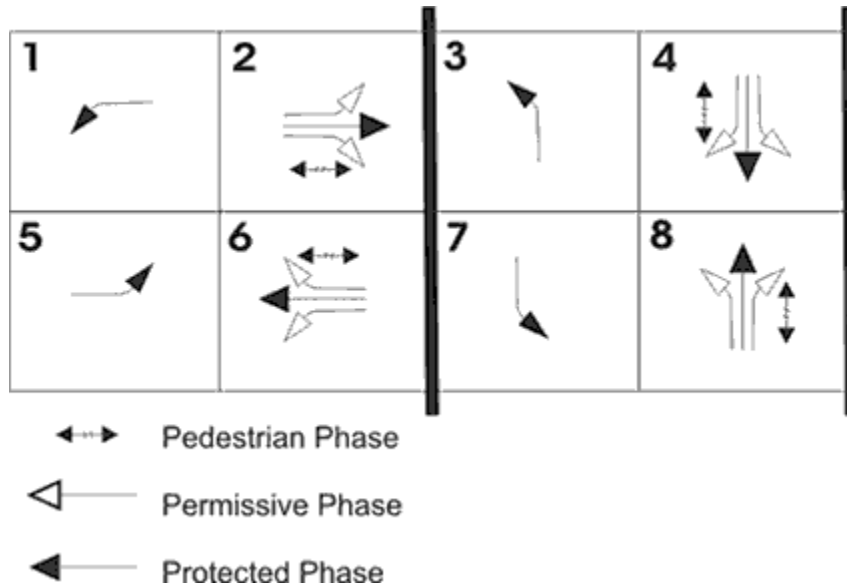 1 2 3 4
5 6 7 8
Pedestrian Phase
Permissive Phase
Protected Phase